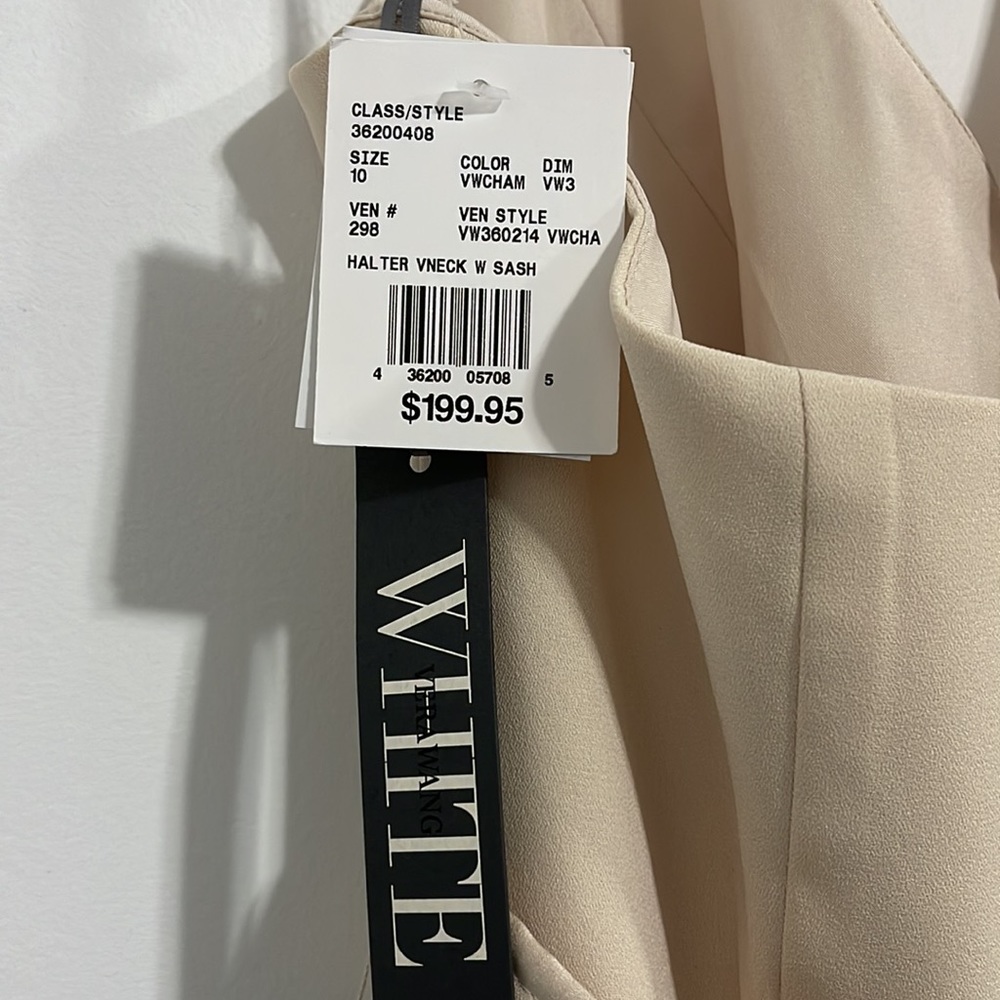 CLASS/STYLE
36200408
SIZE COLOR DIM
10 VWCHAM VW3
VEN # VEN STYLE
298 VW360214 VWCHA
HALTER VNECK W SASH
4 36200 05708 5
$199.95
WHITE
VERA WANG